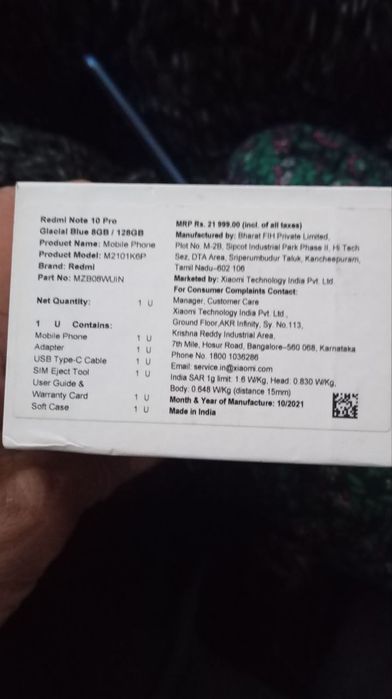 Redmi Note 10 Pro
Glacial Blue 8GB / 128GB
Product Name: Mobile Phone
Product Model: M2101K6P
Brand: Redmi
Part No: MZB08WUIN
Net Quantity: 1 U
1 U Contains:
Mobile Phone 1 U
Adapter 1 U
USB Type-C Cable 1 U
SIM Eject Tool 1 U
User Guide &
Warranty Card 1 U
Soft Case 1 U
MRP Rs. 21 999.00 (incl. of all taxes)
Manufactured by: Bharat FIH Private Limited,
Plot No. M-2B, Sipcot Industrial Park Phase II, Hi Tech
Sez, DTA Area, Sriperumbudur Taluk, Kancheepuram,
Tamil Nadu-602 106
Marketed by: Xiaomi Technology India Pvt. Ltd.
For Consumer Complaints Contact:
Manager, Customer Care
Xiaomi Technology India Pvt. Ltd.,
Ground Floor,AKR Infinity, Sy. No.113,
Krishna Reddy Industrial Area,
7th Mile, Hosur Road, Bangalore-560 068, Karnataka
Phone No. 1800 1036286
Email: service.in@xiaomi.com
India SAR 1g limit: 1.6 W/Kg, Head: 0.830 W/Kg,
Body: 0.648 W/Kg (distance 15mm)
Month & Year of Manufacture: 10/2021
Made in India